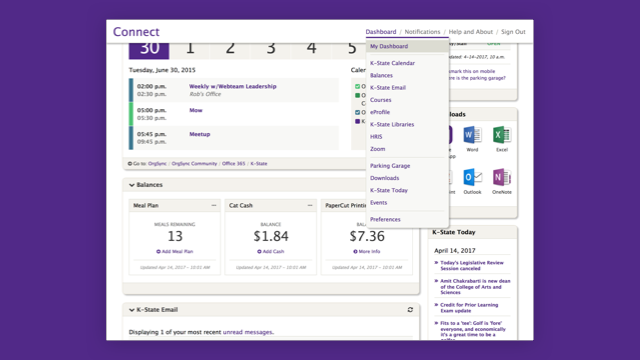 Connect
Dashboard / Notifications / Help and About / Sign Out
30 1 2 3 4 5
Tuesday, June 30, 2015
02:00 p.m.
02:30 p.m.
Weekly w/Webteam Leadership
Rob's Office
05:00 p.m.
05:30 p.m.
Mow
05:45 p.m.
09:45 p.m.
Meetup
Go to: OrgSync / OrgSync Community / Office 365 / K-State
Calen
My Dashboard
K-State Calendar
Balances
K-State Email
Courses
eProfile
K-State Libraries
HRIS
Zoom
Parking Garage
Downloads
K-State Today
Events
Preferences
OPEN
dated: 4-14-2017, 10 a.m.
mark this on mobile
ere is the parking garage?
loads
Word
Excel
Outlook
OneNote
Balances
Meal Plan
MEALS REMAINING
13
Add Meal Plan
Updated Apr 14, 2017 - 10:01 AM
Cat Cash
BALANCE
$1.84
Add Cash
Updated Apr 14, 2017 - 10:01 AM
PaperCut Printi
BALANCE
$7.36
More Info
Updated Apr 14, 2017 - 10:01 AM
K-State Email
Displaying 1 of your most recent unread messages.
K-State Today
April 14, 2017
» Today's Legislative Review
Session canceled
» Amit Chakrabarti is new dean
of the College of Arts and
Sciences
» Credit for Prior Learning
Exam update
» Fits to a 'tee': Golf is 'fore'
everyone, and economically
it's a great time to be a